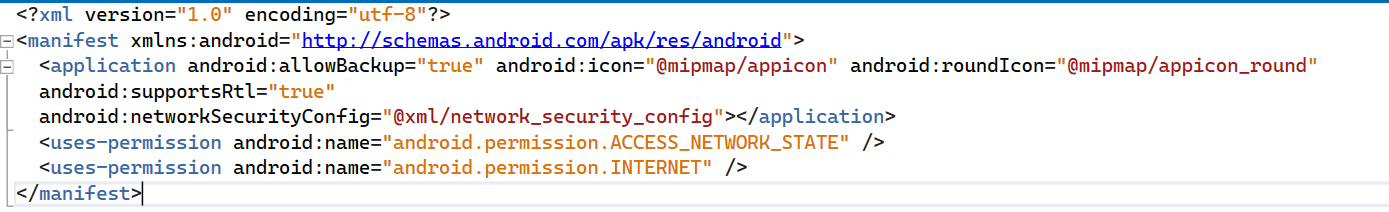 <?xml version="1.0" encoding="utf-8"?>
<manifest xmlns:android="http://schemas.android.com/apk/res/android">
<application android:allowBackup="true" android:icon="@mipmap/appicon" android:roundIcon="@mipmap/appicon_round"
android:supportsRtl="true"
android:networkSecurityConfig="@xml/network_security_config"></application>
<uses-permission android:name="android.permission.ACCESS_NETWORK_STATE" />
<uses-permission android:name="android.permission.INTERNET" />
</manifest>